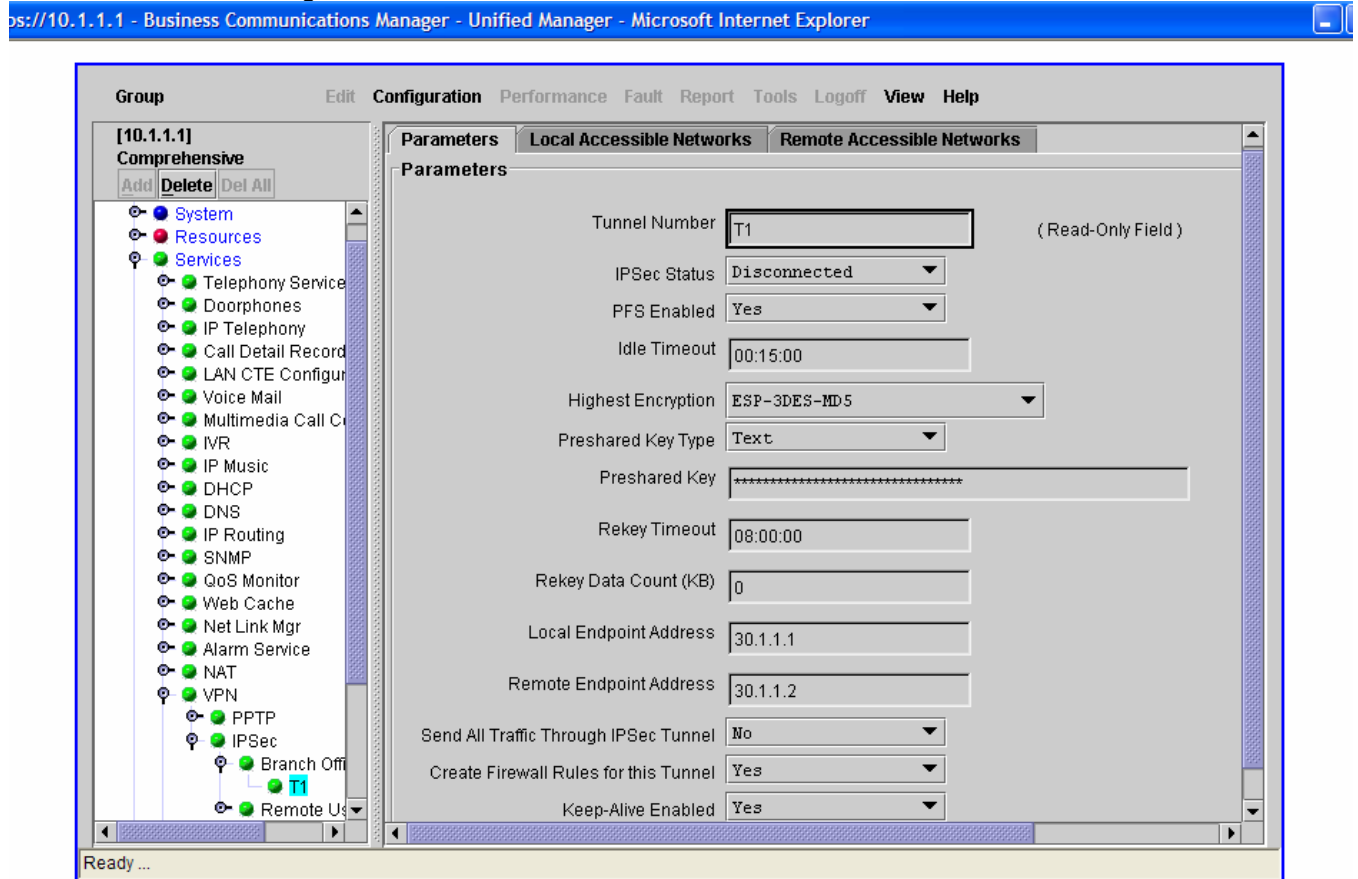 ps://10.1.1.1 - Business Communications Manager - Unified Manager - Microsoft Internet Explorer
Group Edit Configuration Performance Fault Report Tools Logoff View Help
[10.1.1.1]
Comprehensive
Add Delete Del All
System
Resources
Services
Telephony Service
Doorphones
IP Telephony
Call Detail Record
LAN CTE Configur
Voice Mail
Multimedia Call Co
IVR
IP Music
DHCP
DNS
IP Routing
SNMP
QoS Monitor
Web Cache
Net Link Mgr
Alarm Service
NAT
VPN
PPTP
IPSec
Branch Offi
T1
Remote Us
Parameters Local Accessible Networks Remote Accessible Networks
Parameters
Tunnel Number T1 ( Read-Only Field )
IPSec Status Disconnected
PFS Enabled Yes
Idle Timeout 00:15:00
Highest Encryption ESP-3DES-MD5
Preshared Key Type Text
Preshared Key ********************************
Rekey Timeout 08:00:00
Rekey Data Count (KB) 0
Local Endpoint Address 30.1.1.1
Remote Endpoint Address 30.1.1.2
Send All Traffic Through IPSec Tunnel No
Create Firewall Rules for this Tunnel Yes
Keep-Alive Enabled Yes
Ready ...